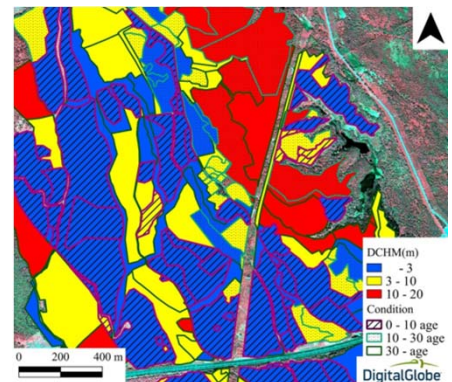 DCHM(m)
- 3
3 - 10
10 - 20
Condition
0 - 10 age
10 - 30 age
30 - age
0 200 400 m
DigitalGlobe